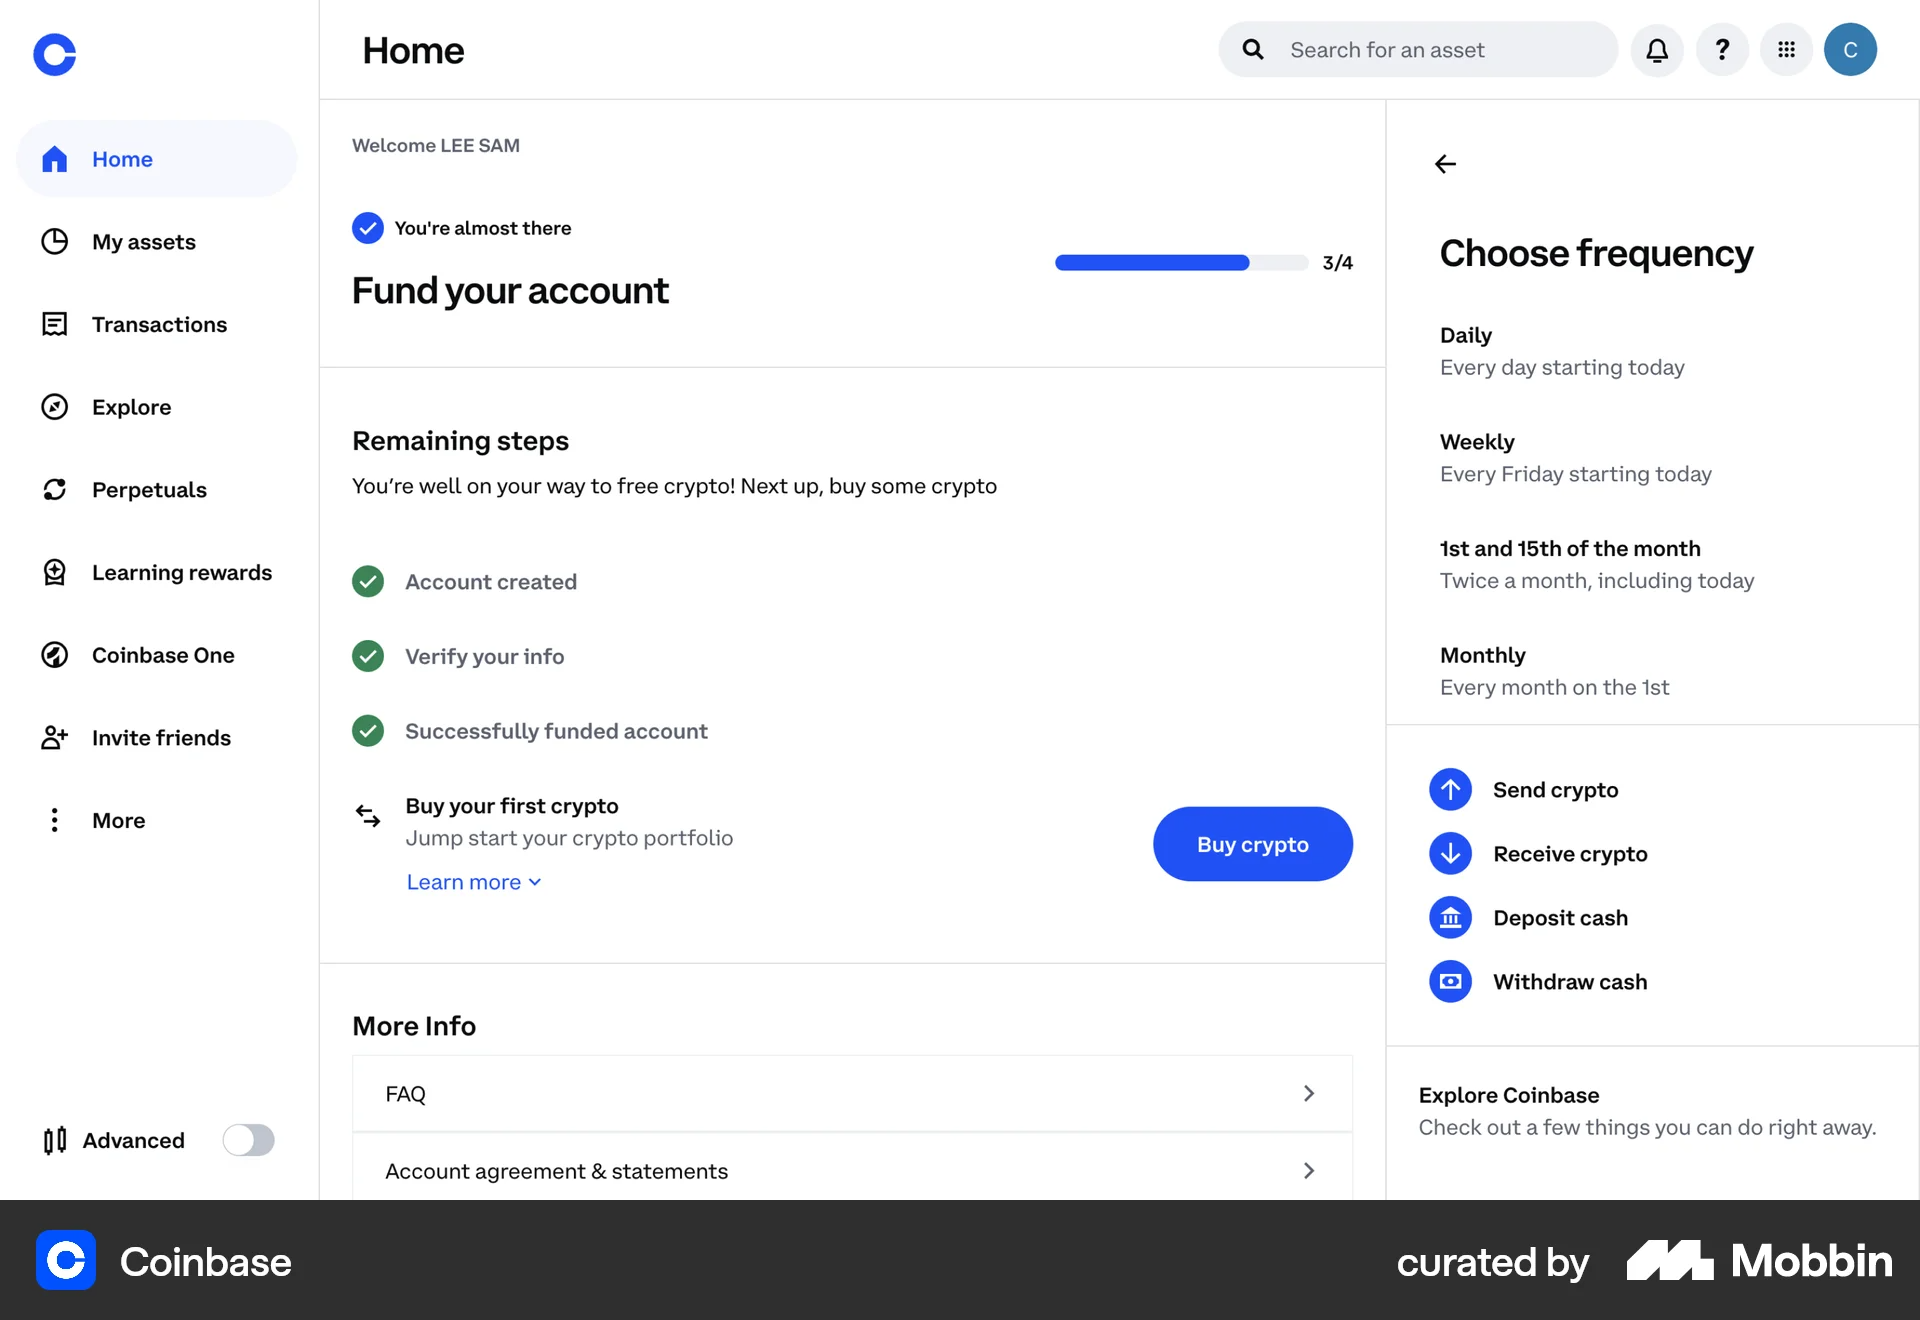 Home
Search for an asset
?
C
Home
My assets
Transactions
Explore
Perpetuals
Learning rewards
Coinbase One
Invite friends
More
Advanced
Welcome LEE SAM
You're almost there
Fund your account
3/4
Remaining steps
You’re well on your way to free crypto! Next up, buy some crypto
Account created
Verify your info
Successfully funded account
Buy your first crypto
Jump start your crypto portfolio
Learn more
Buy crypto
More Info
FAQ
Account agreement & statements
Choose frequency
Daily
Every day starting today
Weekly
Every Friday starting today
1st and 15th of the month
Twice a month, including today
Monthly
Every month on the 1st
Send crypto
Receive crypto
Deposit cash
Withdraw cash
Explore Coinbase
Check out a few things you can do right away.
Coinbase
curated by
Mobbin